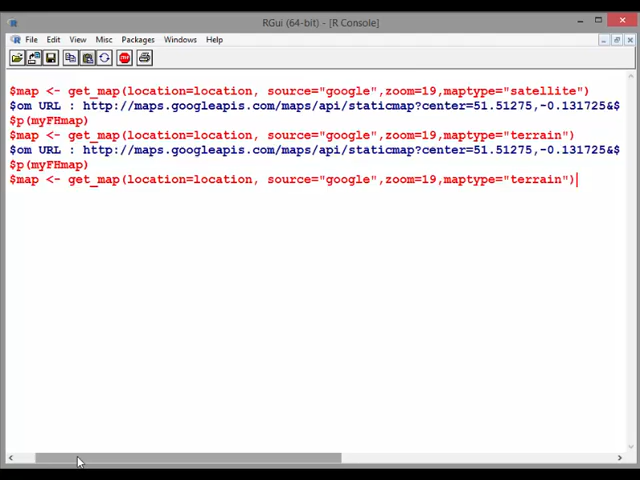 RGui (64-bit) - [R Console]
File Edit View Misc Packages Windows Help
$map <- get_map(location=location, source="google",zoom=19,maptype="satellite")
$om URL : http://maps.googleapis.com/maps/api/staticmap?center=51.51275,-0.131725&$
$p(myFHmap)
$map <- get_map(location=location, source="google",zoom=19,maptype="terrain")
$om URL : http://maps.googleapis.com/maps/api/staticmap?center=51.51275,-0.131725&$
$p(myFHmap)
$map <- get_map(location=location, source="google",zoom=19,maptype="terrain")